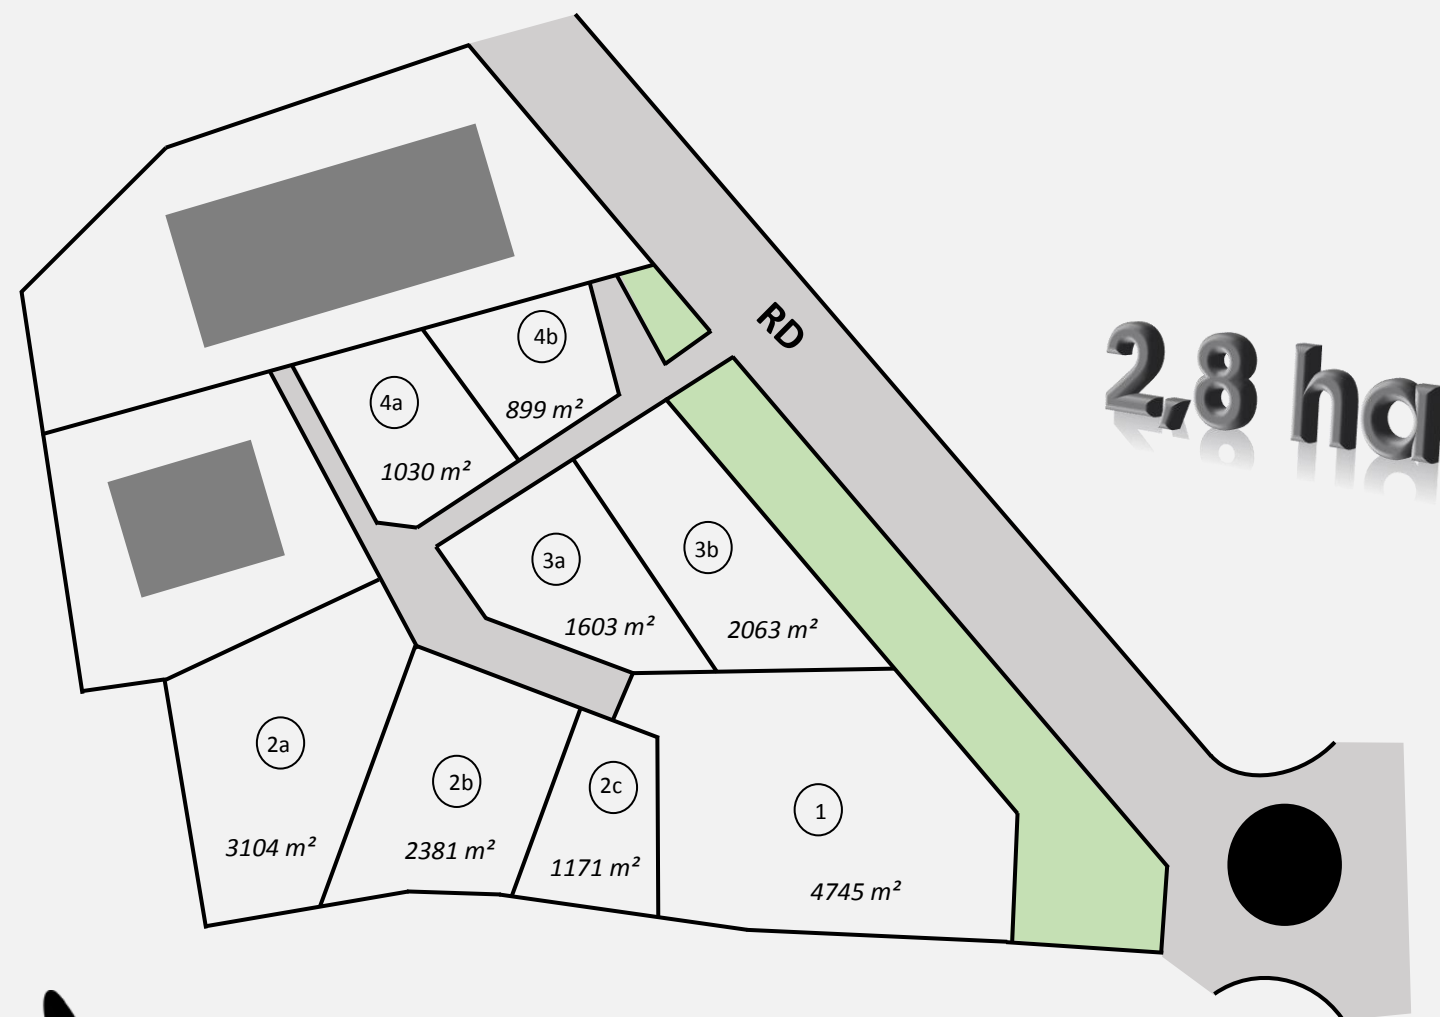 RD
2,8 ha
4b
899 m²
4a
1030 m²
3a
1603 m²
3b
2063 m²
2a
3104 m²
2b
2381 m²
2c
1171 m²
1
4745 m²